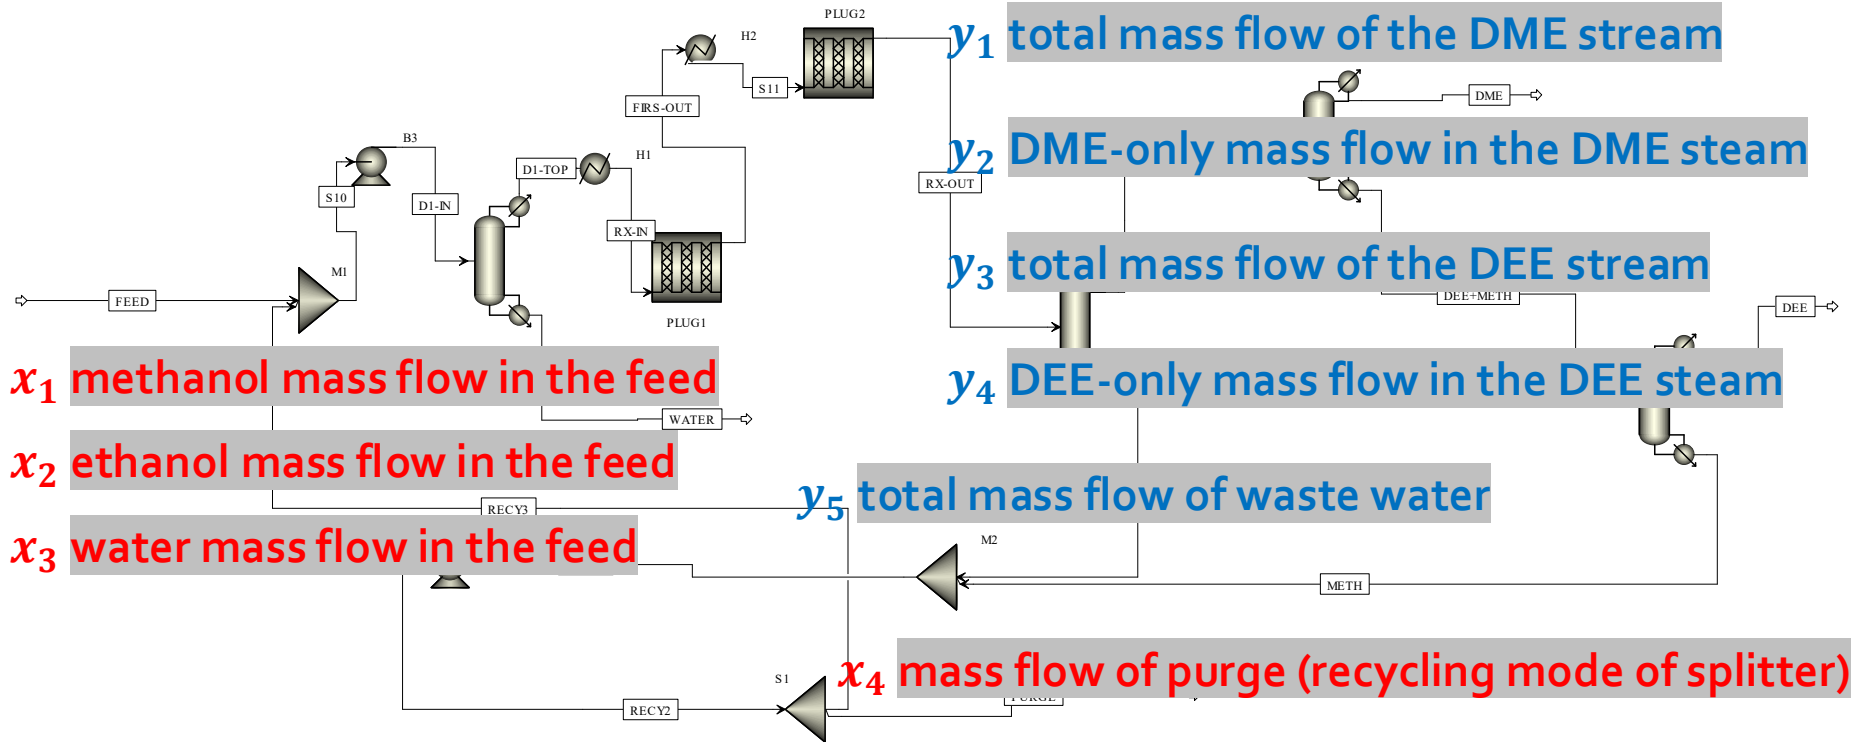 PLUG2
H2
y₁ total mass flow of the DME stream
S11
DME
FIRS-OUT
B3
H1
D1-TOP
y₂ DME-only mass flow in the DME steam
S10
D1-IN
RX-OUT
RX-IN
M1
y₃ total mass flow of the DEE stream
FEED
DEE+METH
DEE
PLUG1
x₁ methanol mass flow in the feed
y₄ DEE-only mass flow in the DEE steam
WATER
x₂ ethanol mass flow in the feed
y₅ total mass flow of waste water
RECY3
x₃ water mass flow in the feed
M2
METH
S1
x₄ mass flow of purge (recycling mode of splitter)
PURGE
RECY2